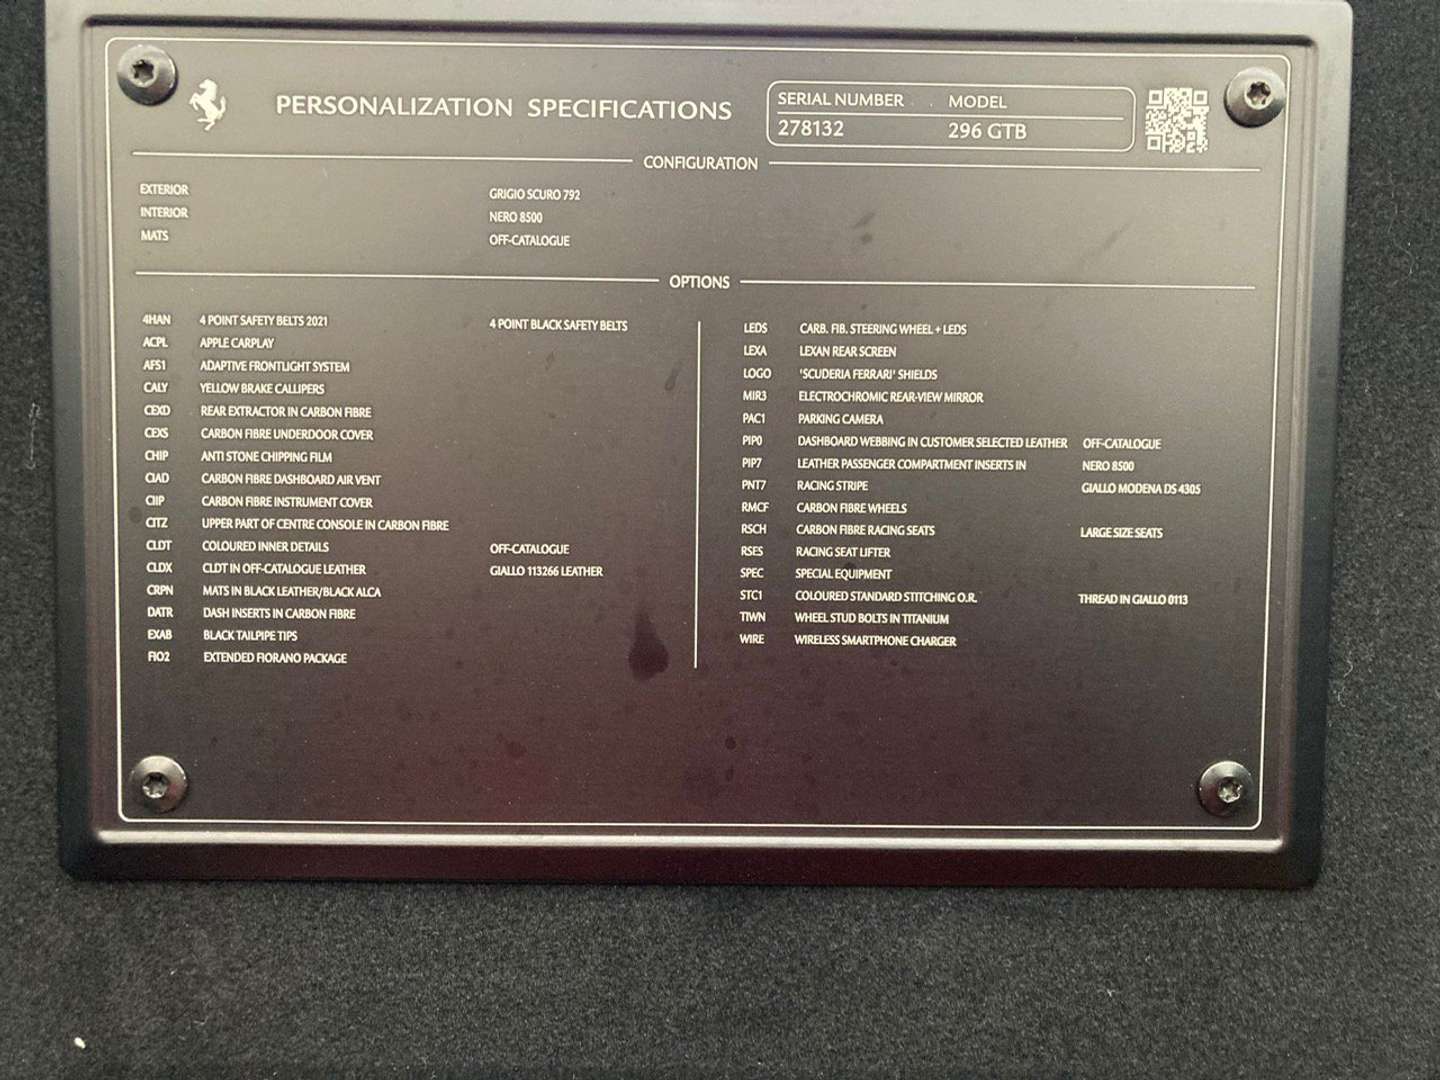 PERSONALIZATION SPECIFICATIONS
SERIAL NUMBER MODEL
278132 296 GTB
CONFIGURATION
EXTERIOR GRIGIO SCURO 792
INTERIOR NERO 8500
MATS OFF-CATALOGUE
OPTIONS
4HAN 4 POINT SAFETY BELTS 2021 4 POINT BLACK SAFETY BELTS
ACPL APPLE CARPLAY
AFS1 ADAPTIVE FRONTLIGHT SYSTEM
CALY YELLOW BRAKE CALLIPERS
CEXD REAR EXTRACTOR IN CARBON FIBRE
CEXS CARBON FIBRE UNDERDOOR COVER
CHIP ANTI STONE CHIPPING FILM
CIAD CARBON FIBRE DASHBOARD AIR VENT
CIIP CARBON FIBRE INSTRUMENT COVER
CITZ UPPER PART OF CENTRE CONSOLE IN CARBON FIBRE
CLDT COLOURED INNER DETAILS OFF-CATALOGUE
CLDX CLDT IN OFF-CATALOGUE LEATHER GIALLO 113266 LEATHER
CRPN MATS IN BLACK LEATHER/BLACK ALCA
DATR DASH INSERTS IN CARBON FIBRE
EXAB BLACK TAILPIPE TIPS
FIO2 EXTENDED FIORANO PACKAGE
LEDS CARB. FIB. STEERING WHEEL + LEDS
LEXA LEXAN REAR SCREEN
LOGO 'SCUDERIA FERRARI' SHIELDS
MIR3 ELECTROCHROMIC REAR-VIEW MIRROR
PAC1 PARKING CAMERA
PIP0 DASHBOARD WEBBING IN CUSTOMER SELECTED LEATHER OFF-CATALOGUE
PIP7 LEATHER PASSENGER COMPARTMENT INSERTS IN NERO 8500
PNT7 RACING STRIPE GIALLO MODENA DS 4305
RMCF CARBON FIBRE WHEELS
RSCH CARBON FIBRE RACING SEATS LARGE SIZE SEATS
RSES RACING SEAT LIFTER
SPEC SPECIAL EQUIPMENT
STC1 COLOURED STANDARD STITCHING O.R. THREAD IN GIALLO 0113
TIWN WHEEL STUD BOLTS IN TITANIUM
WIRE WIRELESS SMARTPHONE CHARGER